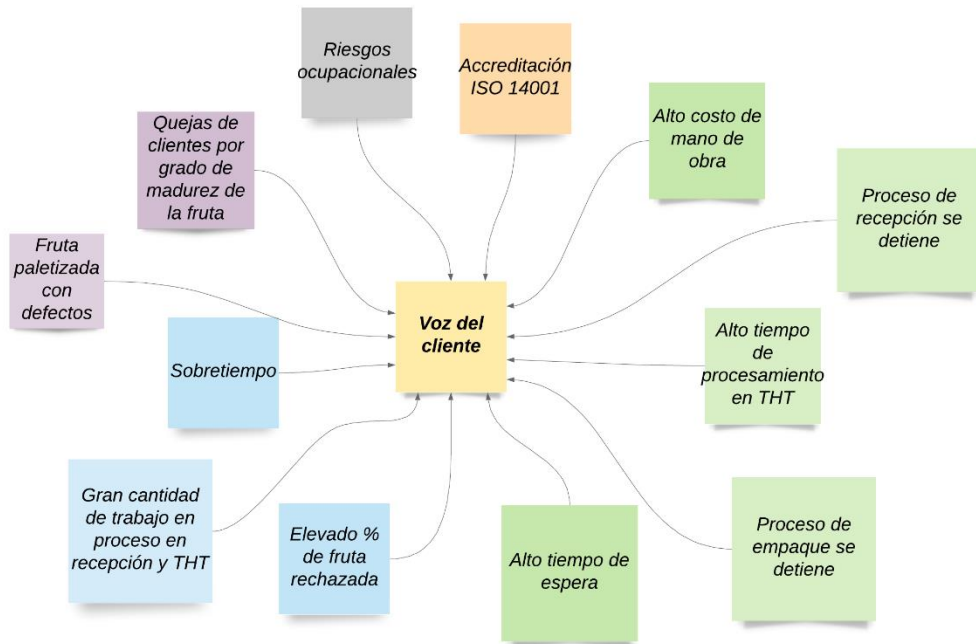 Riesgos
ocupacionales
Accreditación
ISO 14001
Alto costo de
mano de
obra
Quejas de
clientes por
grado de
madurez de
la fruta
Proceso de
recepción se
detiene
Fruta
paletizada
con
defectos
Voz del
cliente
Sobretiempo
Alto tiempo
de
procesamiento
en THT
Gran cantidad
de trabajo en
proceso en
recepción y THT
Elevado %
de fruta
rechazada
Alto tiempo de
espera
Proceso de
empaque se
detiene